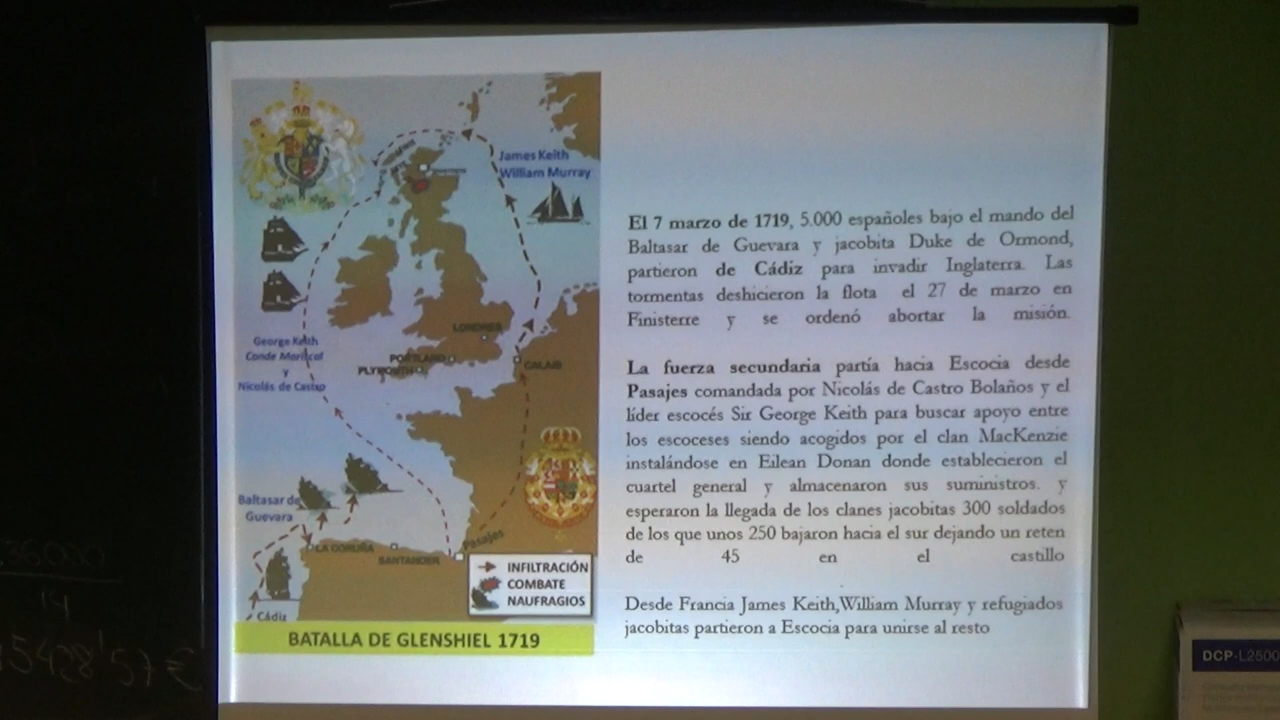 James Keith
William Murray
LONDRES
PORTLAND
PLYMOUTH
CALAIS
George Keith
Conde Mariscal
y
Nicolás de Castro
Baltasar de
Guevara
LA CORUÑA
SANTANDER
Pasajes
Cádiz
INFILTRACIÓN
COMBATE
NAUFRAGIOS
BATALLA DE GLENSHIEL 1719
El 7 marzo de 1719, 5.000 españoles bajo el mando del
Baltasar de Guevara y jacobita Duke de Ormond,
partieron de Cádiz para invadir Inglaterra. Las
tormentas deshicieron la flota el 27 de marzo en
Finisterre y se ordenó abortar la misión.
La fuerza secundaria partía hacia Escocia desde
Pasajes comandada por Nicolás de Castro Bolaños y el
líder escocés Sir George Keith para buscar apoyo entre
los escoceses siendo acogidos por el clan MacKenzie
instalándose en Eilean Donan donde establecieron el
cuartel general y almacenaron sus suministros. y
esperaron la llegada de los clanes jacobitas 300 soldados
de los que unos 250 bajaron hacia el sur dejando un reten
de 45 en el castillo
Desde Francia James Keith,William Murray y refugiados
jacobitas partieron a Escocia para unirse al resto
14
15428'57 €
DCP-L2500